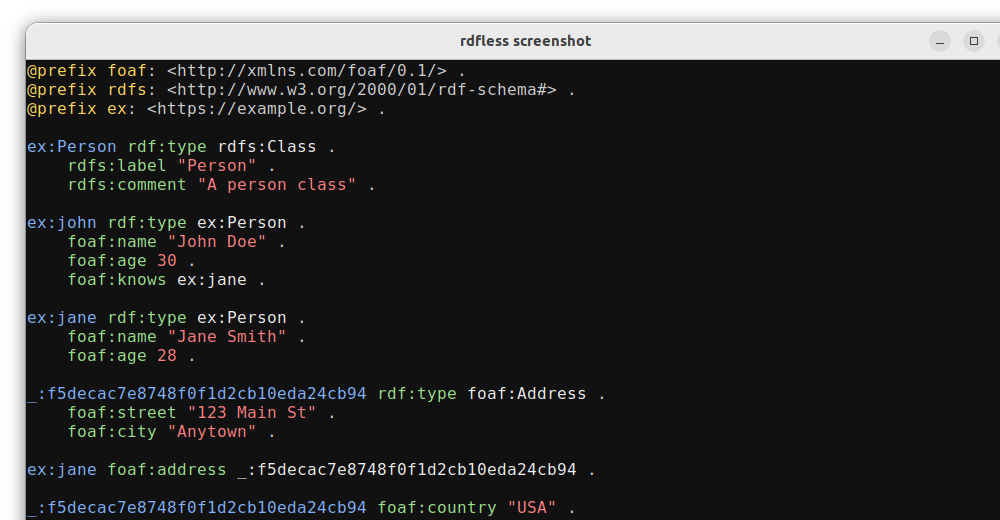 rdfless screenshot
@prefix foaf: <http://xmlns.com/foaf/0.1/> .
@prefix rdfs: <http://www.w3.org/2000/01/rdf-schema#> .
@prefix ex: <https://example.org/> .
ex:Person rdf:type rdfs:Class .
    rdfs:label "Person" .
    rdfs:comment "A person class" .
ex:john rdf:type ex:Person .
    foaf:name "John Doe" .
    foaf:age 30 .
    foaf:knows ex:jane .
ex:jane rdf:type ex:Person .
    foaf:name "Jane Smith" .
    foaf:age 28 .
_:f5decac7e8748f0f1d2cb10eda24cb94 rdf:type foaf:Address .
    foaf:street "123 Main St" .
    foaf:city "Anytown" .
ex:jane foaf:address _:f5decac7e8748f0f1d2cb10eda24cb94 .
_:f5decac7e8748f0f1d2cb10eda24cb94 foaf:country "USA" .